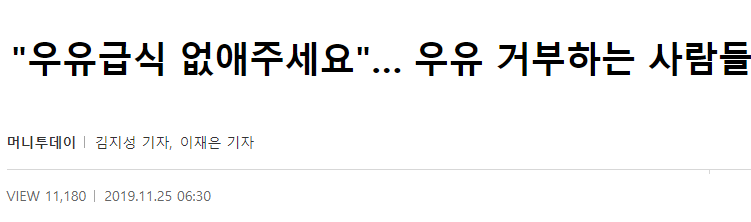 "우유급식 없애주세요"... 우유 거부하는 사람들
머니투데이 | 김지성 기자, 이재은 기자
VIEW 11,180 | 2019.11.25 06:30